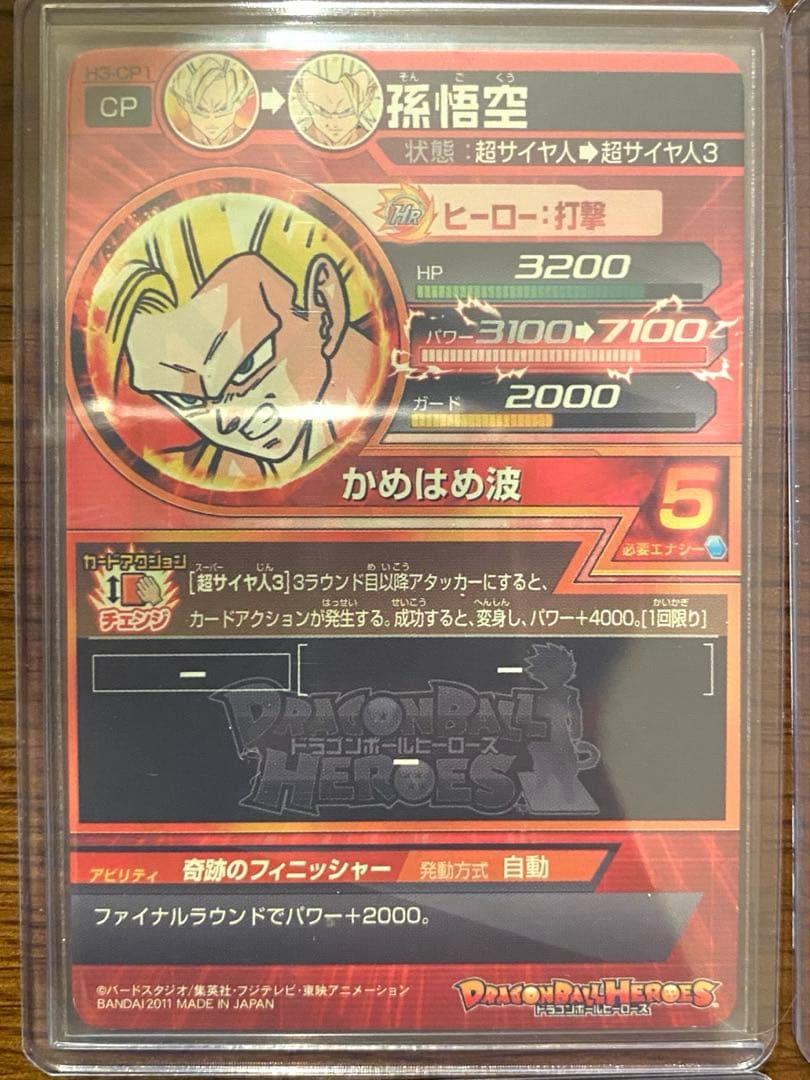 H3-CP1
CP
そん ご くう
孫悟空
状態：超サイヤ人➡超サイヤ人3
HR ヒーロー：打撃
HP 3200
パワー 3100➡7100
ガード 2000
かめはめ波
5
必要エナジー
カードアクション
チェンジ
スーパー じん め いこう
[超サイヤ人3]3ラウンド目以降アタッカーにすると、
はっせい せいこう へんしん かいかぎ
カードアクションが発生する。成功すると、変身し、パワー＋4000。[1回限り]
ー ー
DRAGON BALL
ドラゴンボールヒーローズ
HEROES
ー
アビリティ 奇跡のフィニッシャー 発動方式 自動
ファイナルラウンドでパワー＋2000。
©バードスタジオ/集英社・フジテレビ・東映アニメーション
BANDAI 2011 MADE IN JAPAN
DRAGON BALL HEROES
ドラゴンボールヒーローズ